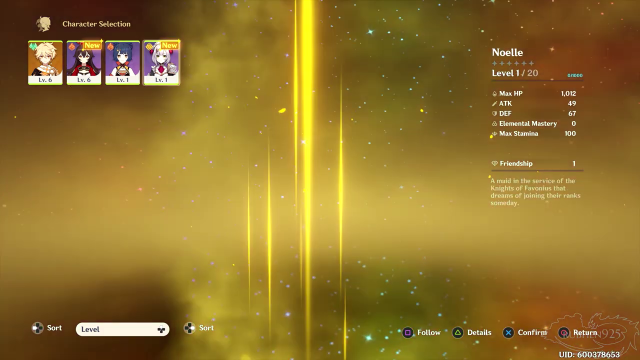 Character Selection
New
New
Lv. 6
Lv. 6
Lv. 1
Lv. 1
Noelle
Level 1 / 20
Max HP 1,012
ATK 49
DEF 67
Elemental Mastery 0
Max Stamina 100
Friendship 1
A maid in the service of the
Knights of Favonius that
dreams of joining their ranks
someday.
Sort
Level
Sort
Follow
Details
Confirm
Return
UID: 600378653